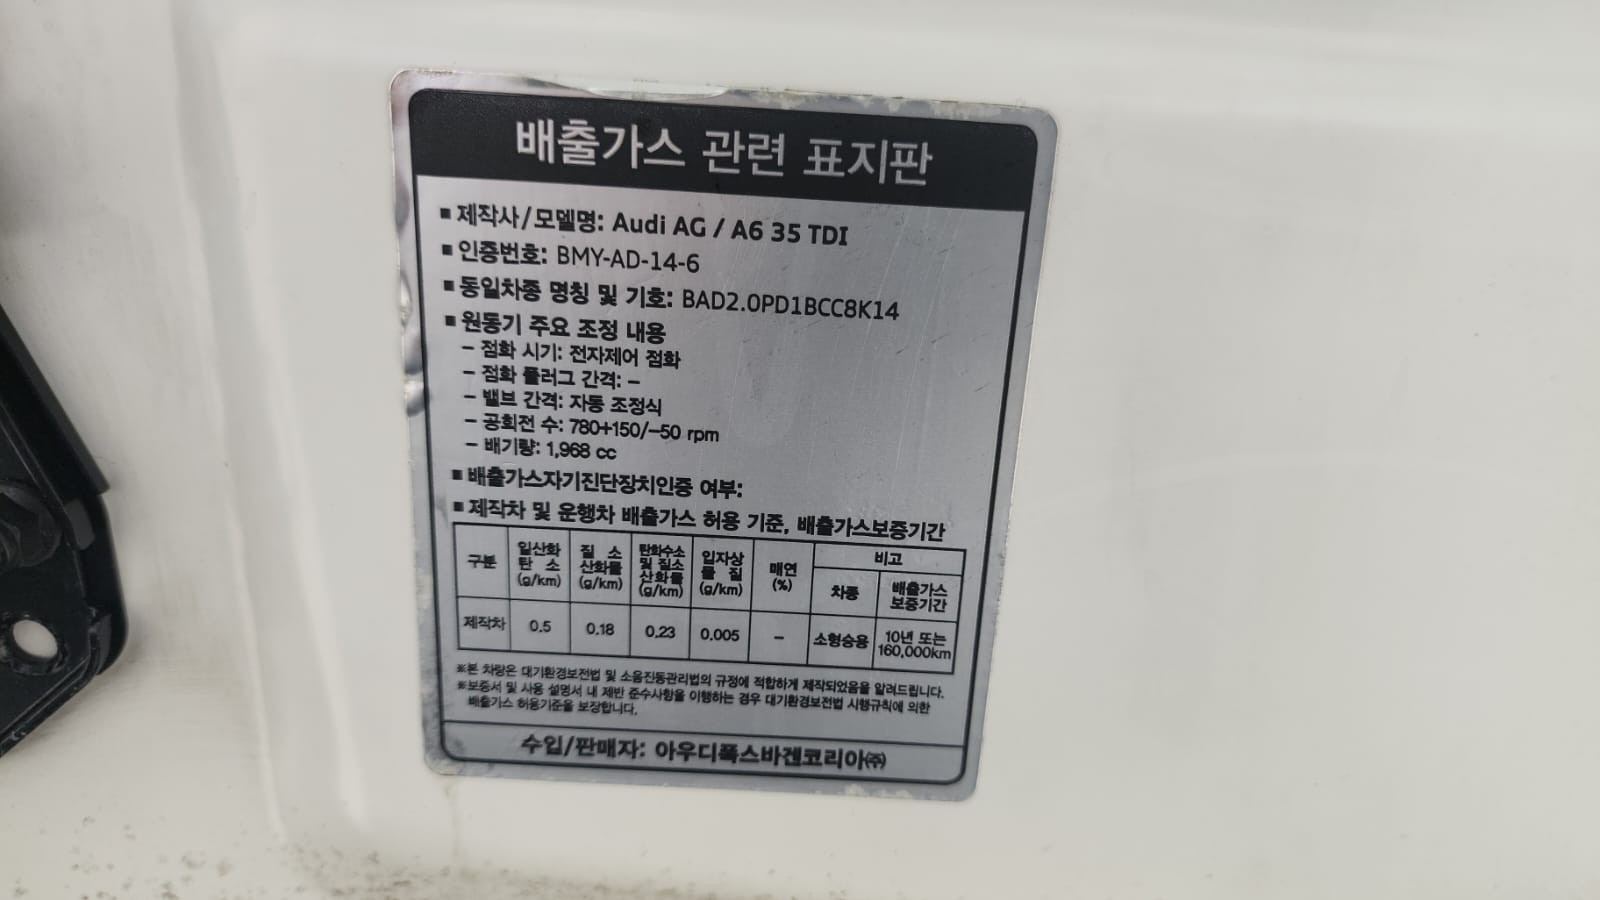 배출가스 관련 표지판
■ 제작사/모델명: Audi AG / A6 35 TDI
■ 인증번호: BMY-AD-14-6
■ 동일차종 명칭 및 기호: BAD2.0PD1BCC8K14
■ 원동기 주요 조정 내용
– 점화 시기: 전자제어 점화
– 점화 플러그 간격: –
– 밸브 간격: 자동 조정식
– 공회전 수: 780+150/–50 rpm
– 배기량: 1,968 cc
■ 배출가스자기진단장치인증 여부:
■ 제작차 및 운행차 배출가스 허용 기준, 배출가스보증기간
구분 일산화탄소 (g/km) 질소산화물 (g/km) 탄화수소 및 질소산화물 (g/km) 입자상물질 (g/km) 매연 (%) 비고
차종 배출가스 보증기간
제작차 0.5 0.18 0.23 0.005 – 소형승용 10년 또는 160,000km
※본 차량은 대기환경보전법 및 소음진동관리법의 규정에 적합하게 제작되었음을 알려드립니다.
※보증서 및 사용 설명서 내 제반 준수사항을 이행하는 경우 대기환경보전법 시행규칙에 의한
배출가스 허용기준을 보장합니다.
수입/판매자: 아우디폭스바겐코리아㈜